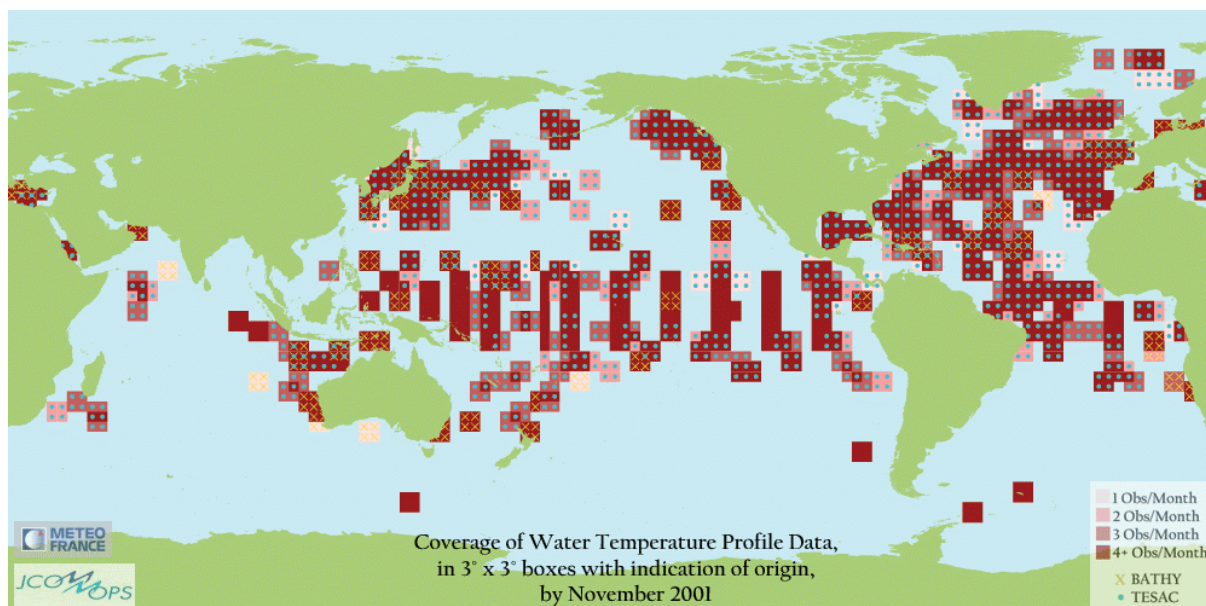 1 Obs/Month
2 Obs/Month
3 Obs/Month
4+ Obs/Month
X BATHY
TESAC
METEO
FRANCE
JCOMMOPS
Coverage of Water Temperature Profile Data,
in 3° x 3° boxes with indication of origin,
by November 2001